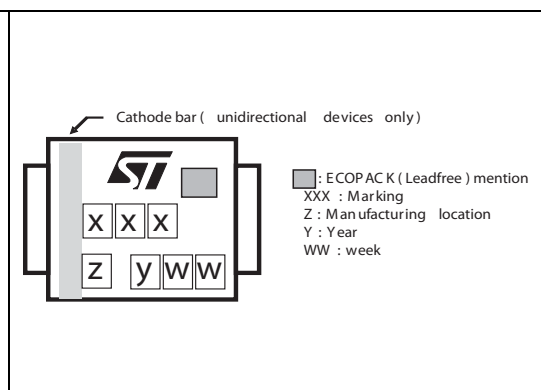 Cathode bar ( unidirectional devices only )
ST
x x x
z y w w
: ECOPACK ( Leadfree ) mention
XXX : Marking
Z : Manufacturing location
Y : Year
WW : week